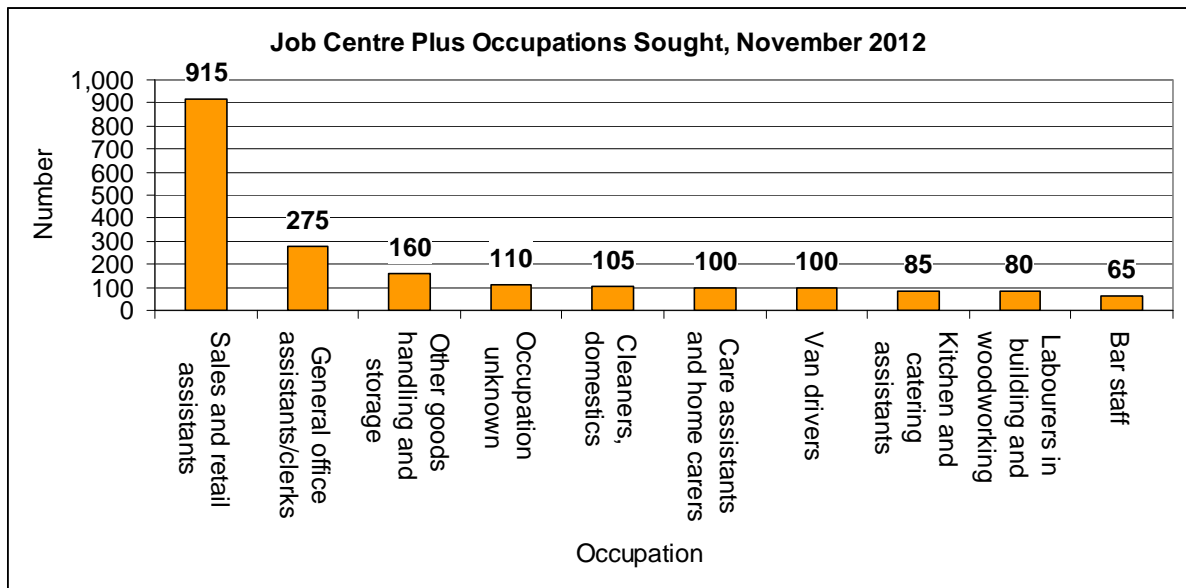 Job Centre Plus Occupations Sought, November 2012
Number
1,000
900
800
700
600
500
400
300
200
100
0
915
275
160
110
105
100
100
85
80
65
Sales and retail
assistants
General office
assistants/clerks
Other goods
handling and
storage
Occupation
unknown
Cleaners,
domestics
Care assistants
and home carers
Van drivers
Kitchen and
catering
assistants
Labourers in
building and
woodworking
Bar staff
Occupation